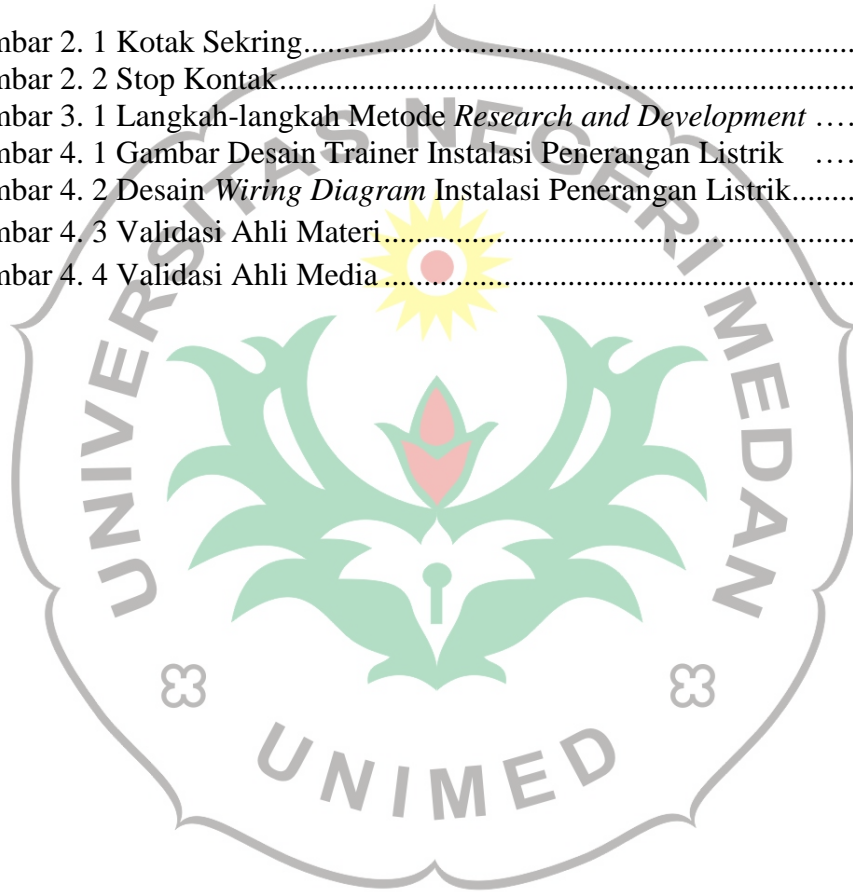 mbar 2. 1 Kotak Sekring..........................................................................
mbar 2. 2 Stop Kontak.............................................................................
mbar 3. 1 Langkah-langkah Metode Research and Development ….
mbar 4. 1 Gambar Desain Trainer Instalasi Penerangan Listrik ….
mbar 4. 2 Desain Wiring Diagram Instalasi Penerangan Listrik........
mbar 4. 3 Validasi Ahli Materi................................................................
mbar 4. 4 Validasi Ahli Media ................................................................
UNIVERSITAS NEGERI MEDAN
UNIMED